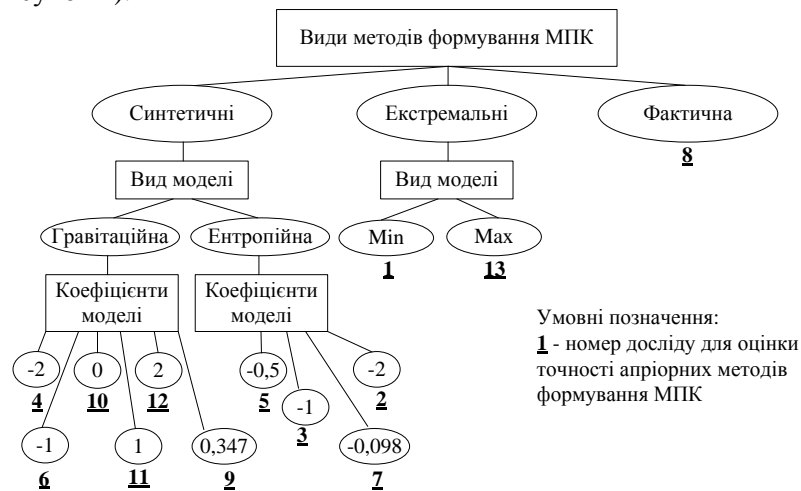 Види методів формування МПК
Синтетичні
Екстремальні
Фактична
8
Вид моделі
Вид моделі
Гравітаційна
Ентропійна
Min
Max
1
13
Коефіцієнти
моделі
Коефіцієнти
моделі
Умовні позначення:
1 - номер досліду для оцінки
точності апріорних методів
формування МПК
-2
0
2
-0,5
-2
4
10
12
5
2
-1
3
-1
1
0,347
-0,098
6
11
9
7